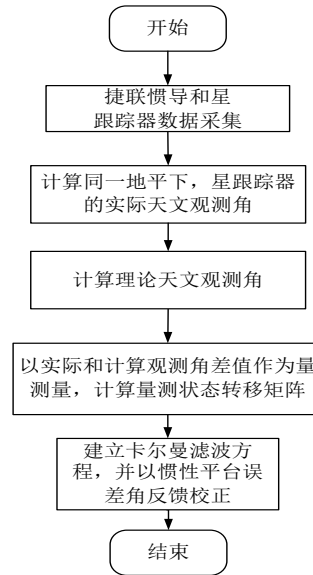 开始
捷联惯导和星
跟踪器数据采集
计算同一地平下，星跟踪器
的实际天文观测角
计算理论天文观测角
以实际和计算观测角差值作为量
测量，计算量测状态转移矩阵
建立卡尔曼滤波方
程，并以惯性平台误
差角反馈校正
结束